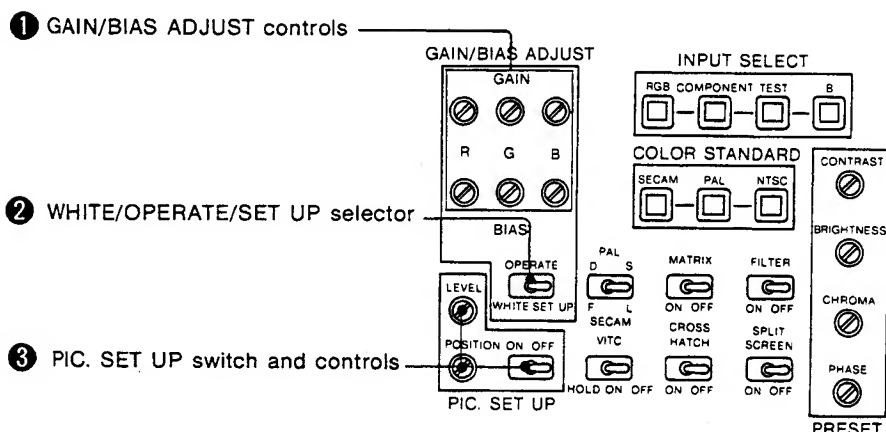 1 GAIN/BIAS ADJUST controls
GAIN/BIAS ADJUST
GAIN
R G B
BIAS
2 WHITE/OPERATE/SET UP selector
OPERATE
WHITE SET UP
3 PIC. SET UP switch and controls
LEVEL
POSITION ON OFF
PIC. SET UP
INPUT SELECT
RGB COMPONENT TEST B
COLOR STANDARD
SECAM PAL NTSC
PAL
D S
F L
SECAM
MATRIX
ON OFF
FILTER
ON OFF
VITC
HOLD ON OFF
CROSS
HATCH
ON OFF
SPLIT
SCREEN
ON OFF
CONTRAST
BRIGHTNESS
CHROMA
PHASE
PRESET